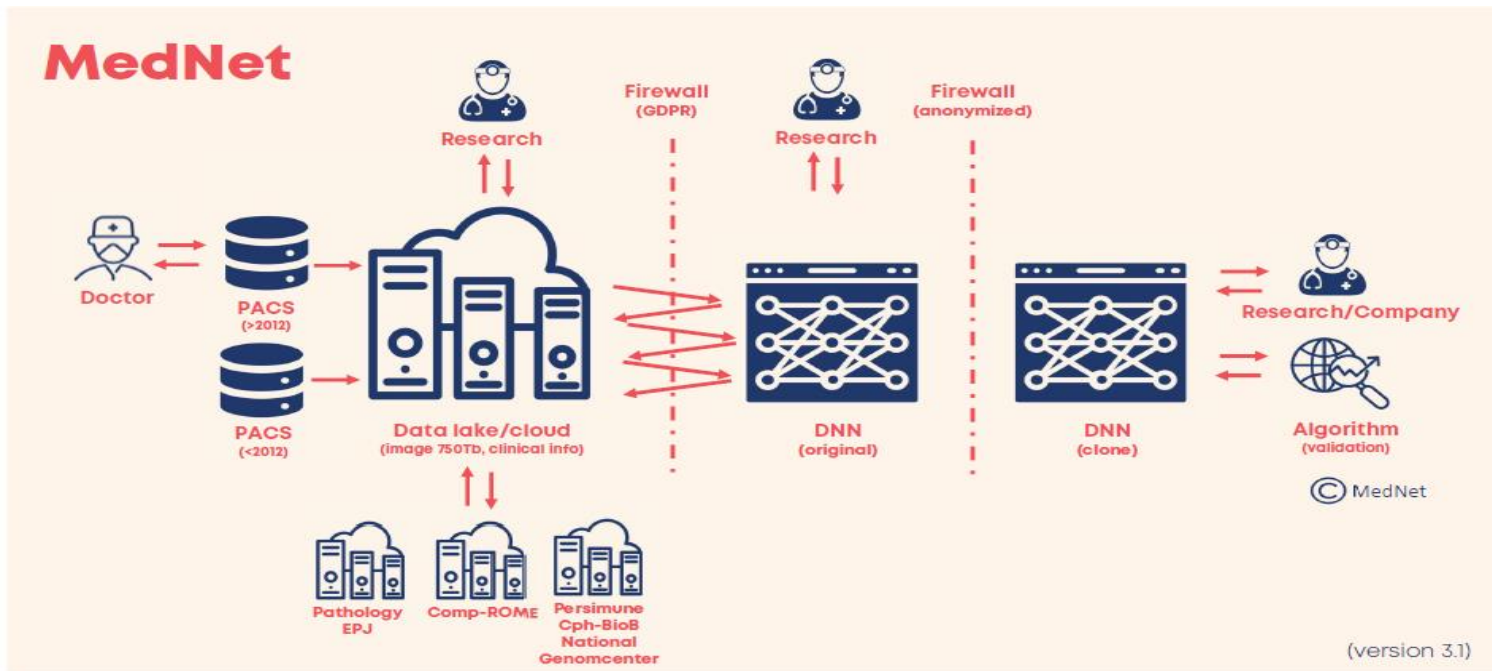 MedNet
Research
Firewall
(GDPR)
Research
Firewall
(anonymized)
Doctor
PACS
(>2012)
PACS
(<2012)
Data lake/cloud
(image 750Tb, clinical info)
DNN
(original)
DNN
(clone)
Research/Company
Algorithm
(validation)
© MedNet
Pathology
EPJ
Comp-ROME
Persimune
Cph-BioB
National
Genomcenter
(version 3.1)